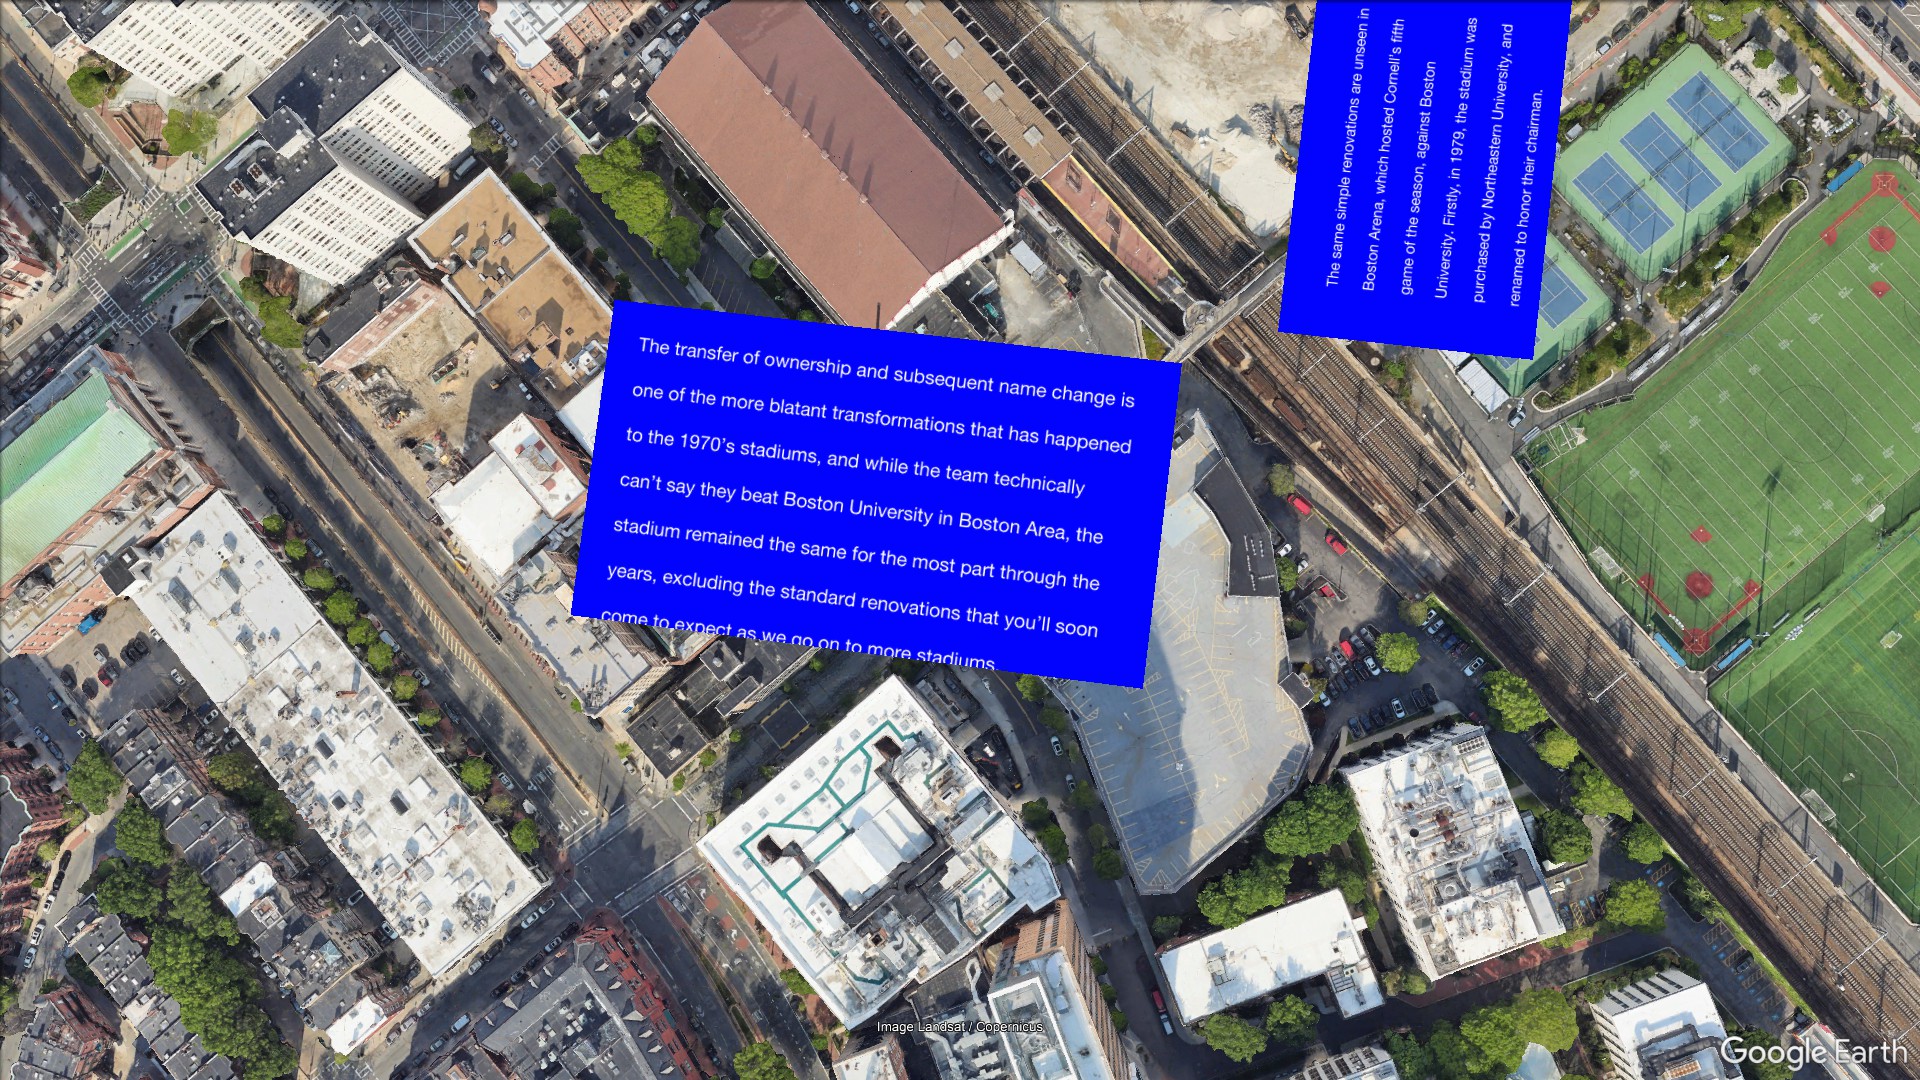 The same simple renovations are unseen in
Boston Arena, which hosted Cornell's fifth
game of the season, against Boston
University. Firstly, in 1979, the stadium was
purchased by Northeastern University, and
renamed to honor their chairman.
The transfer of ownership and subsequent name change is
one of the more blatant transformations that has happened
to the 1970's stadiums, and while the team technically
can't say they beat Boston University in Boston Area, the
stadium remained the same for the most part through the
years, excluding the standard renovations that you'll soon
come to expect as we go on to more stadiums.
Image Landsat / Copernicus
Google Earth